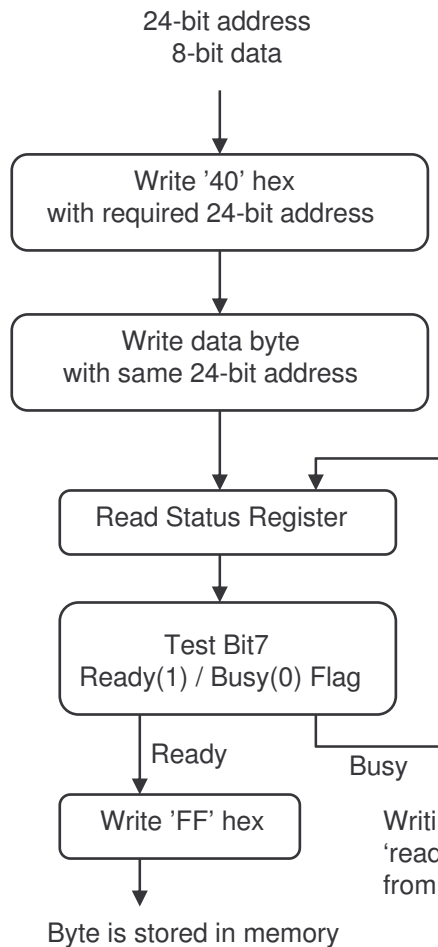 24-bit address
8-bit data
Write '40' hex
with required 24-bit address
Write data byte
with same 24-bit address
Read Status Register
Test Bit7
Ready(1) / Busy(0) Flag
Ready
Busy
Write 'FF' hex
'read
from
Byte is stored in memory